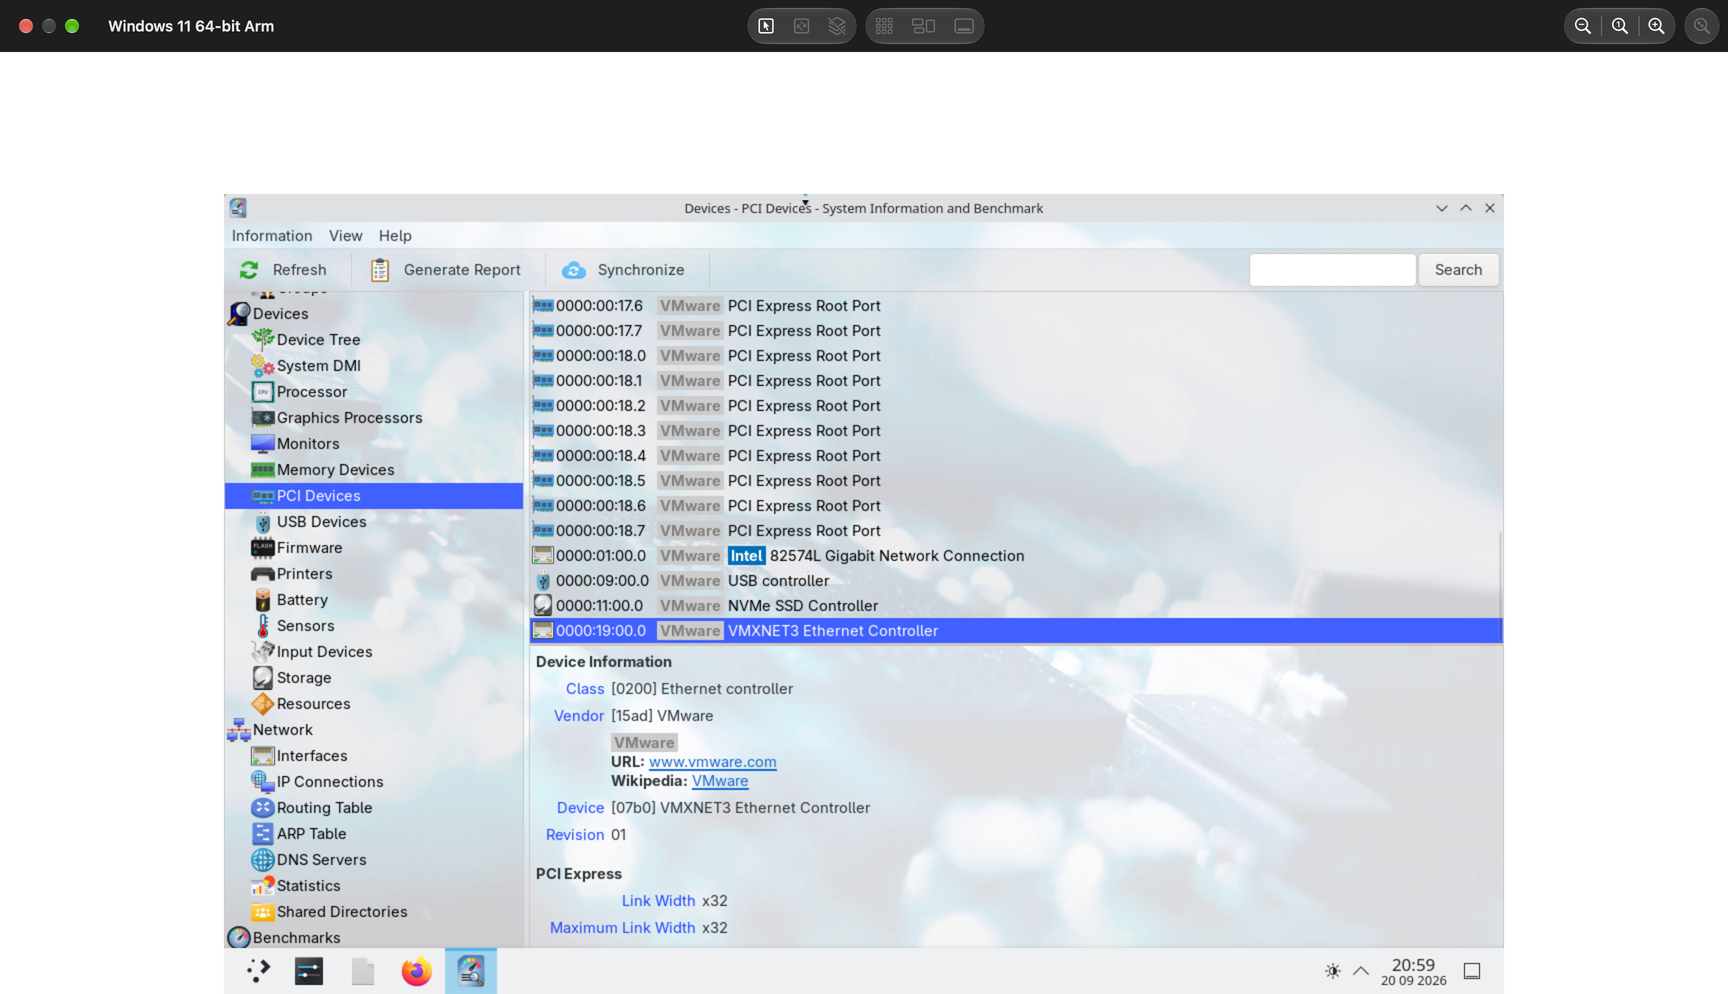 Windows 11 64-bit Arm
Devices - PCI Devices - System Information and Benchmark
Information View Help
Refresh Generate Report Synchronize Search
Groups
Devices
Device Tree
System DMI
Processor
Graphics Processors
Monitors
Memory Devices
PCI Devices
USB Devices
Firmware
Printers
Battery
Sensors
Input Devices
Storage
Resources
Network
Interfaces
IP Connections
Routing Table
ARP Table
DNS Servers
Statistics
Shared Directories
Benchmarks
0000:00:17.6 VMware PCI Express Root Port
0000:00:17.7 VMware PCI Express Root Port
0000:00:18.0 VMware PCI Express Root Port
0000:00:18.1 VMware PCI Express Root Port
0000:00:18.2 VMware PCI Express Root Port
0000:00:18.3 VMware PCI Express Root Port
0000:00:18.4 VMware PCI Express Root Port
0000:00:18.5 VMware PCI Express Root Port
0000:00:18.6 VMware PCI Express Root Port
0000:00:18.7 VMware PCI Express Root Port
0000:01:00.0 VMware Intel 82574L Gigabit Network Connection
0000:09:00.0 VMware USB controller
0000:11:00.0 VMware NVMe SSD Controller
0000:19:00.0 VMware VMXNET3 Ethernet Controller
Device Information
Class [0200] Ethernet controller
Vendor [15ad] VMware
VMware
URL: www.vmware.com
Wikipedia: VMware
Device [07b0] VMXNET3 Ethernet Controller
Revision 01
PCI Express
Link Width x32
Maximum Link Width x32
20:59
20 09 2026